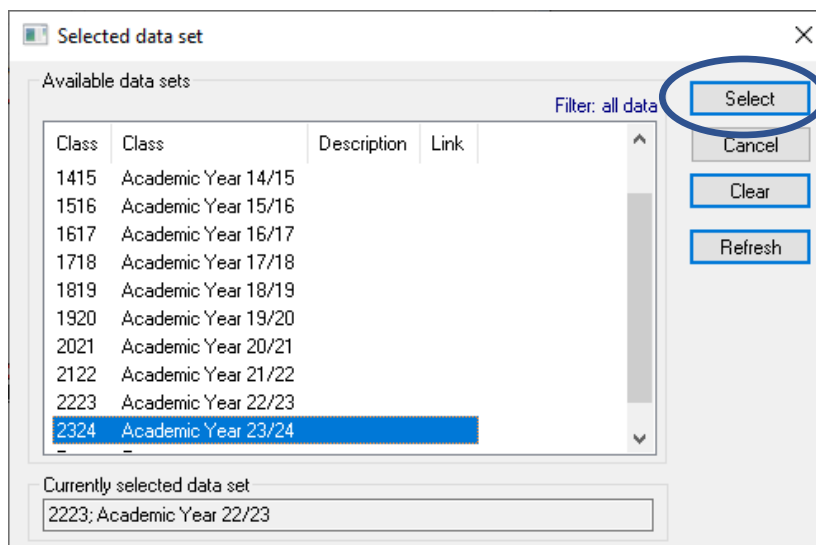 Selected data set
Available data sets
Filter: all data
Class Class Description Link
1415 Academic Year 14/15
1516 Academic Year 15/16
1617 Academic Year 16/17
1718 Academic Year 17/18
1819 Academic Year 18/19
1920 Academic Year 19/20
2021 Academic Year 20/21
2122 Academic Year 21/22
2223 Academic Year 22/23
2324 Academic Year 23/24
Select
Cancel
Clear
Refresh
Currently selected data set
2223; Academic Year 22/23